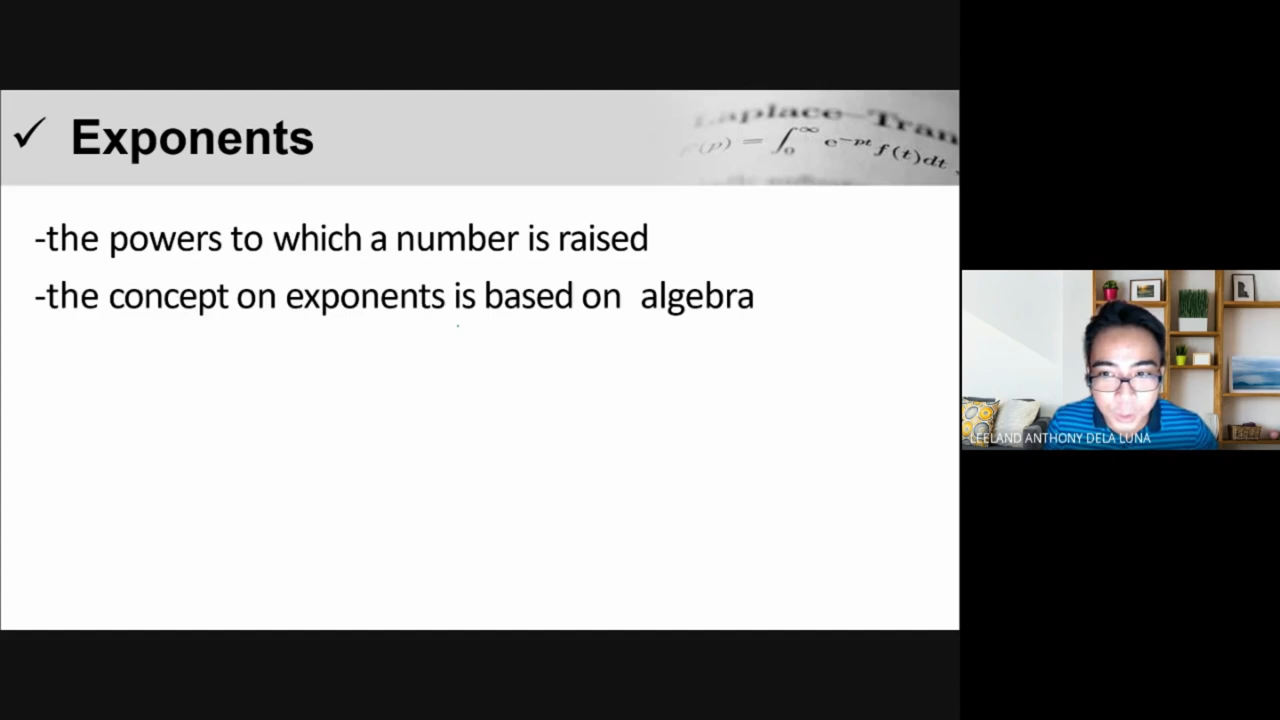 ✓ Exponents
Laplace-Tran
F(p) = ∫₀^∞ e^{-pt} f(t)dt
-the powers to which a number is raised
-the concept on exponents is based on algebra
LEELAND ANTHONY DELA LUNA